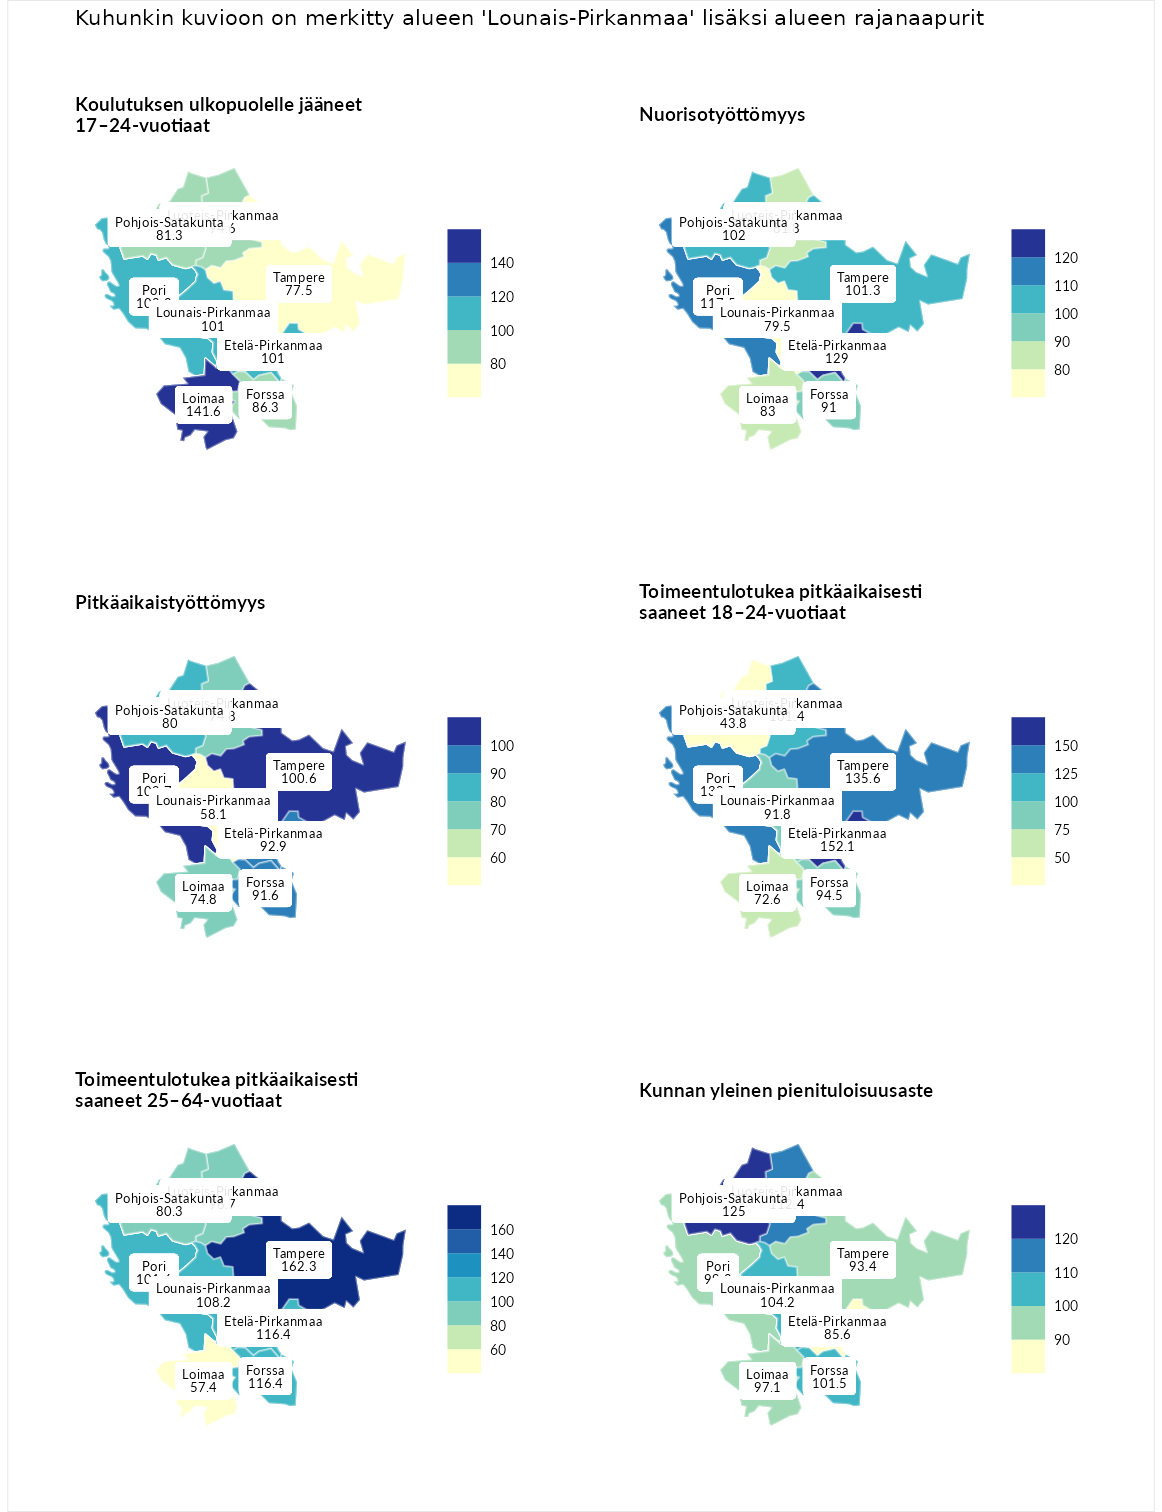 Kuhunkin kuvioon on merkitty alueen 'Lounais-Pirkanmaa' lisäksi alueen rajanaapurit
Koulutuksen ulkopuolelle jääneet
17–24-vuotiaat
Pohjois-Satakunta
81.3
Tampere
77.5
Pori
Lounais-Pirkanmaa
101
Etelä-Pirkanmaa
101
Loimaa
141.6
Forssa
86.3
140
120
100
80
Nuorisotyöttömyys
Pohjois-Satakunta
102
Tampere
101.3
Pori
Lounais-Pirkanmaa
79.5
Etelä-Pirkanmaa
129
Loimaa
83
Forssa
91
120
110
100
90
80
Pitkäaikaistyöttömyys
Pohjois-Satakunta
80
Tampere
100.6
Pori
Lounais-Pirkanmaa
58.1
Etelä-Pirkanmaa
92.9
Loimaa
74.8
Forssa
91.6
100
90
80
70
60
Toimeentulotukea pitkäaikaisesti
saaneet 18–24-vuotiaat
Pohjois-Satakunta
43.8
Tampere
135.6
Pori
Lounais-Pirkanmaa
91.8
Etelä-Pirkanmaa
152.1
Loimaa
72.6
Forssa
94.5
150
125
100
75
50
Toimeentulotukea pitkäaikaisesti
saaneet 25–64-vuotiaat
Pohjois-Satakunta
80.3
Tampere
162.3
Pori
Lounais-Pirkanmaa
108.2
Etelä-Pirkanmaa
116.4
Loimaa
57.4
Forssa
116.4
160
140
120
100
80
60
Kunnan yleinen pienituloisuusaste
Pohjois-Satakunta
125
Tampere
93.4
Pori
Lounais-Pirkanmaa
104.2
Etelä-Pirkanmaa
85.6
Loimaa
97.1
Forssa
101.5
120
110
100
90